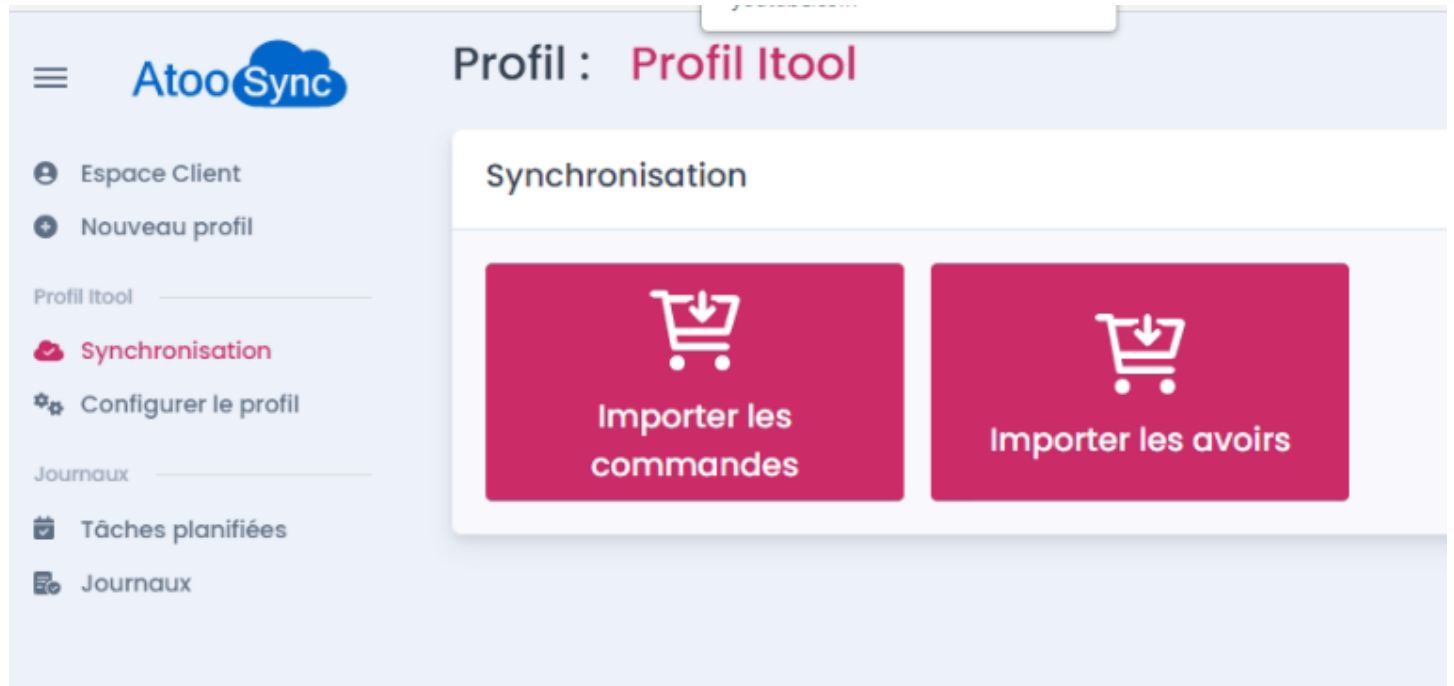 AtooSync
Profil : Profil Itool
Espace Client
Nouveau profil
Profil Itool
Synchronisation
Configurer le profil
Journaux
Tâches planifiées
Journaux
Synchronisation
Importer les
commandes
Importer les avoirs